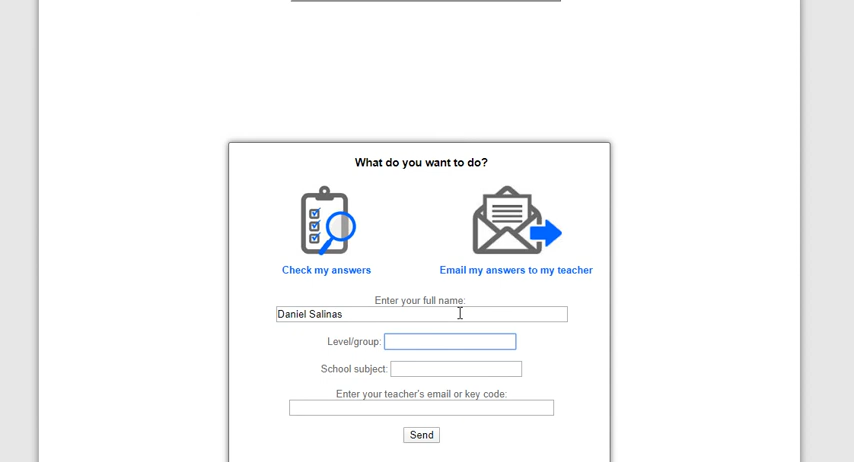 What do you want to do?
Check my answers
Email my answers to my teacher
Enter your full name:
Daniel Salinas
Level/group:
School subject:
Enter your teacher's email or key code:
Send